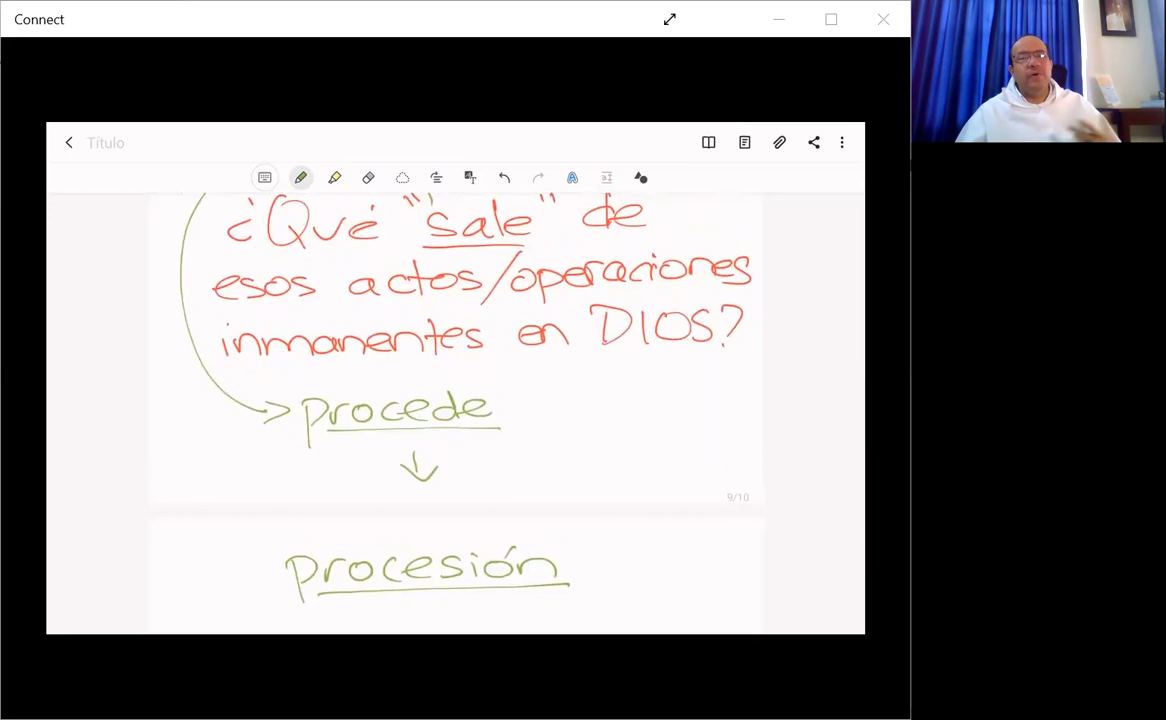 Connect
Título
¿Qué "sale" de
esos actos/operaciones
inmanentes en DIOS?
procede
9/10
procesión